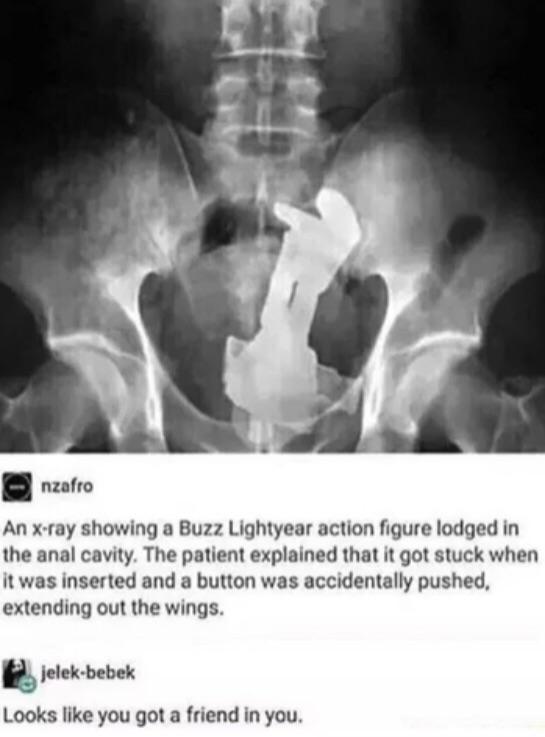 nzafro
An x-ray showing a Buzz Lightyear action figure lodged in
the anal cavity. The patient explained that it got stuck when
it was inserted and a button was accidentally pushed,
extending out the wings.
jelek-bebek
Looks like you got a friend in you.